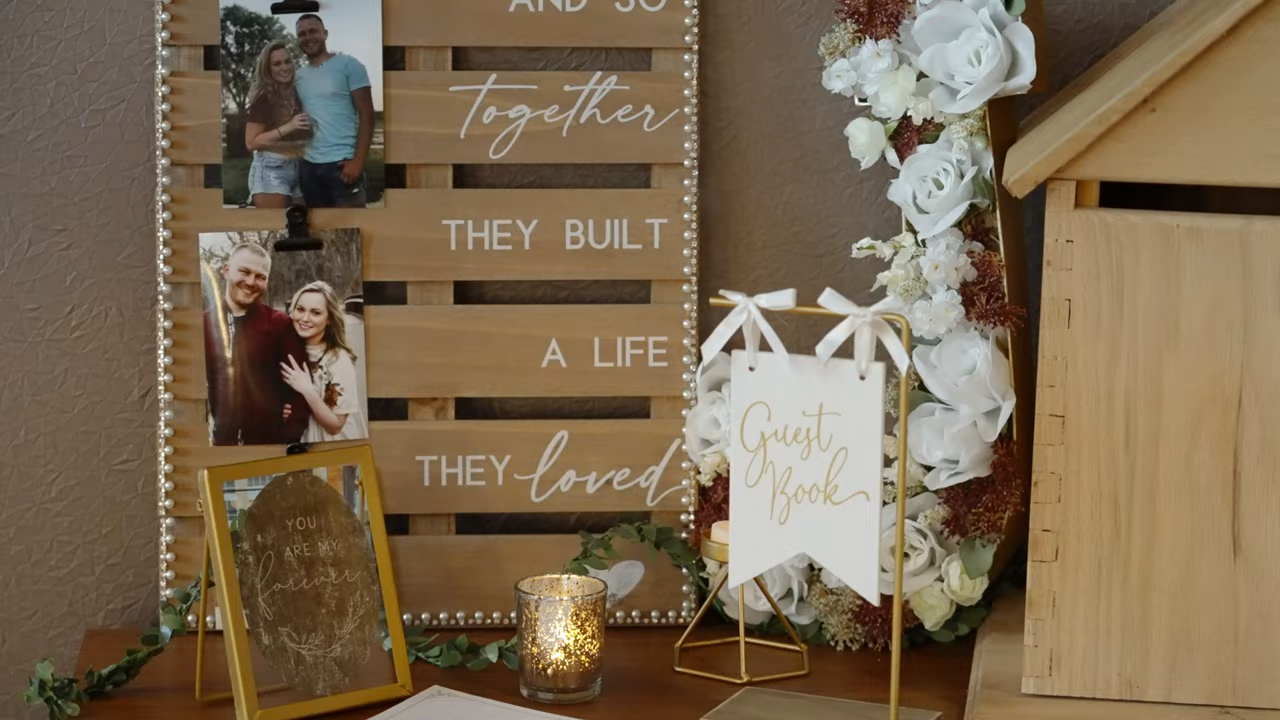 AND SO
together
THEY BUILT
A LIFE
THEY loved
YOU
ARE MY
forever
Guest
Book